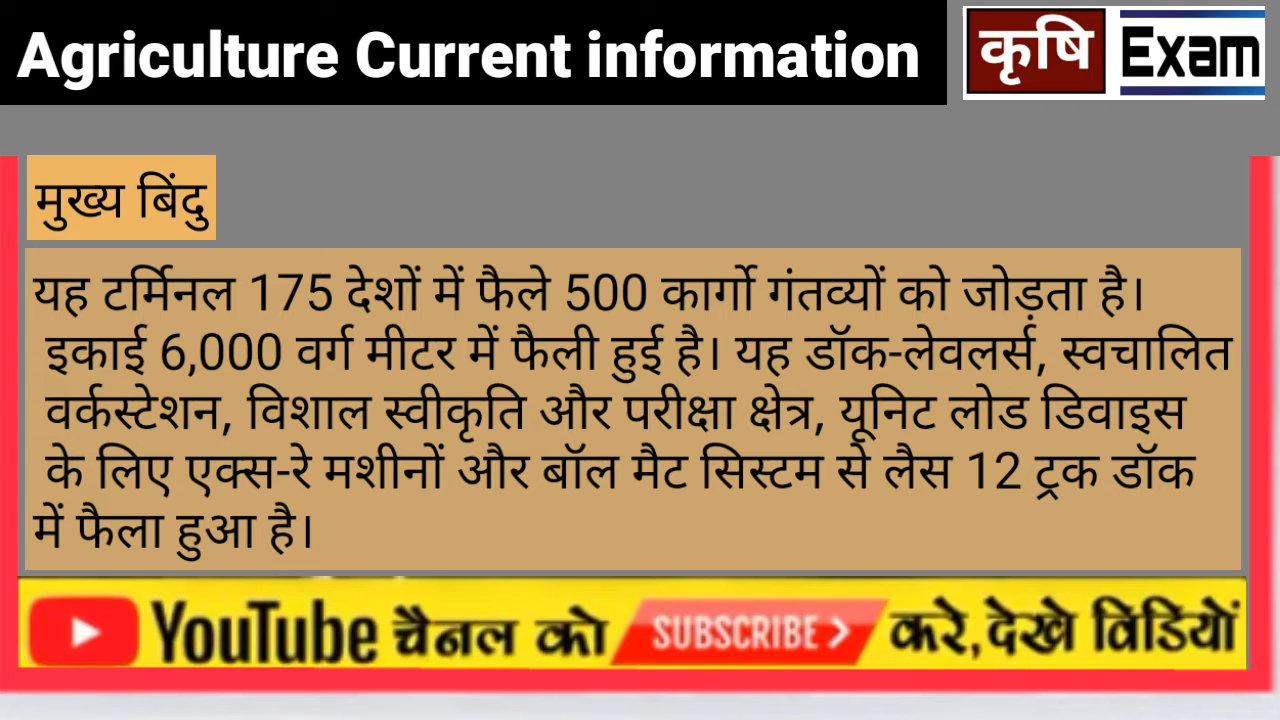 Agriculture Current information
कृषि Exam
मुख्य बिंदु
यह टर्मिनल 175 देशों में फैले 500 कार्गो गंतव्यों को जोड़ता है।
इकाई 6,000 वर्ग मीटर में फैली हुई है। यह डॉक-लेवलर्स, स्वचालित
वर्कस्टेशन, विशाल स्वीकृति और परीक्षा क्षेत्र, यूनिट लोड डिवाइस
के लिए एक्स-रे मशीनों और बॉल मैट सिस्टम से लैस 12 ट्रक डॉक
में फैला हुआ है।
YouTube चैनल को SUBSCRIBE करे,देखे विडियों